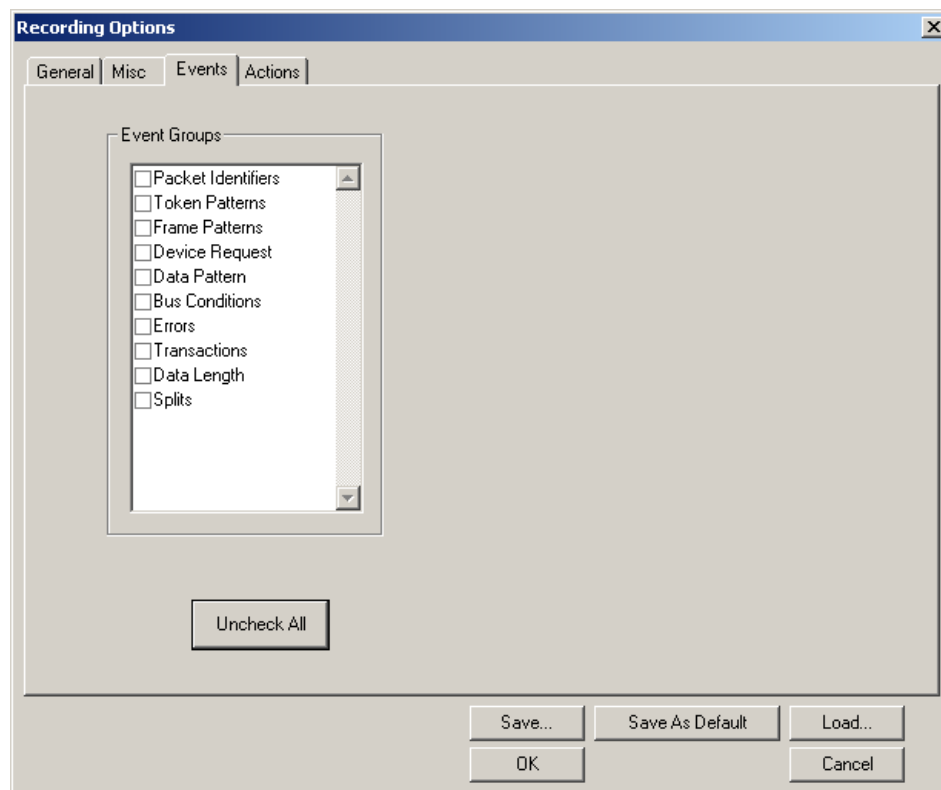 Recording Options
General Misc Events Actions
Event Groups
Packet Identifiers
Token Patterns
Frame Patterns
Device Request
Data Pattern
Bus Conditions
Errors
Transactions
Data Length
Splits
Uncheck All
Save... Save As Default Load...
OK Cancel